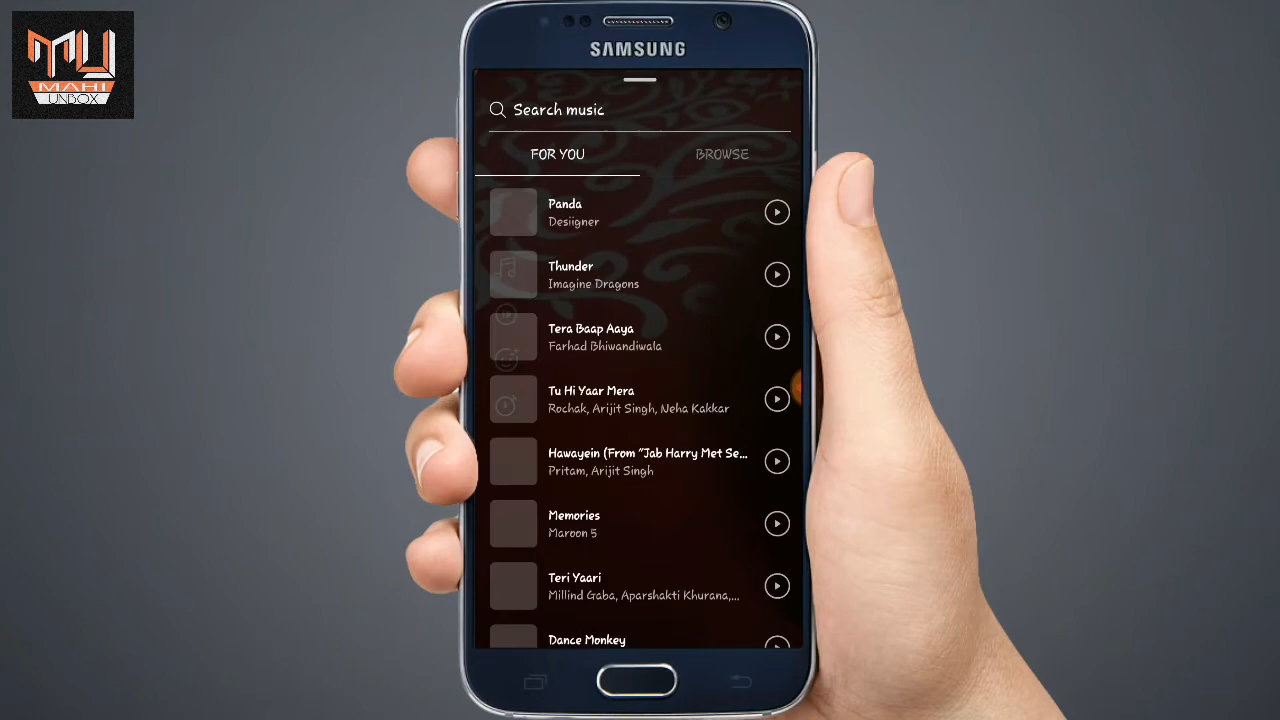 MU
MAHI
UNBOX
SAMSUNG
Search music
FOR YOU
BROWSE
Panda
Desiigner
Thunder
Imagine Dragons
Tera Baap Aaya
Farhad Bhiwandiwala
Tu Hi Yaar Mera
Rochak, Arijit Singh, Neha Kakkar
Hawayein (From "Jab Harry Met Se...
Pritam, Arijit Singh
Memories
Maroon 5
Teri Yaari
Millind Gaba, Aparshakti Khurana,...
Dance Monkey